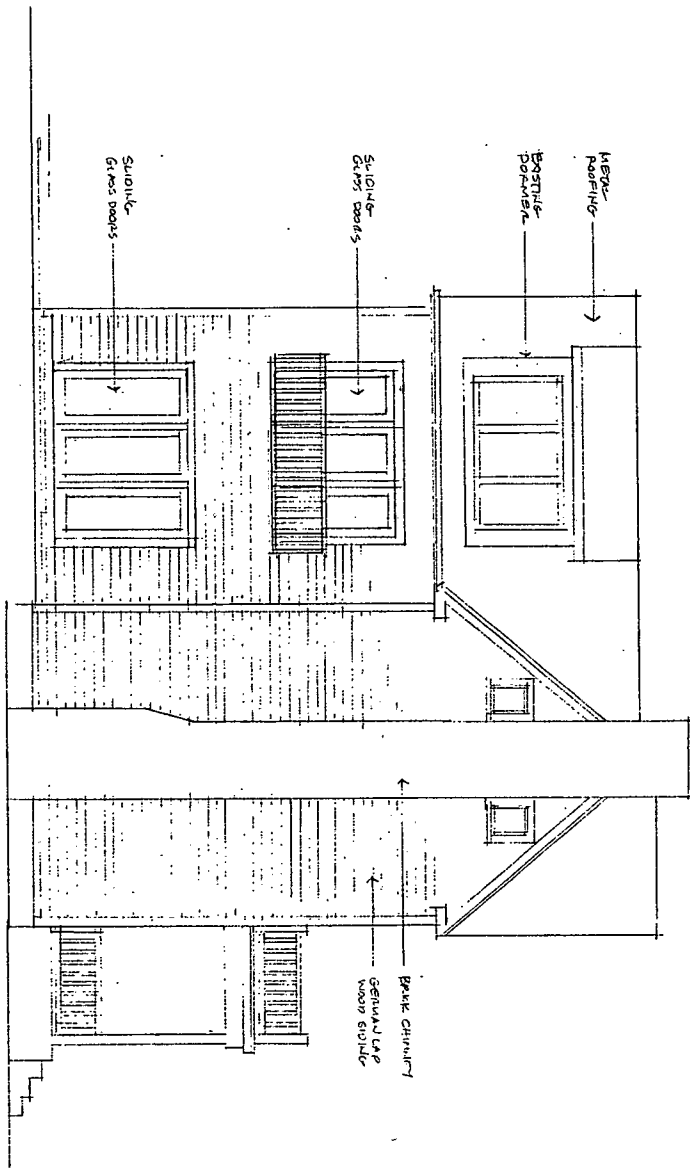 METAL
ROOFING
EXISTING
DORMER
SLIDING
GLASS DOORS
SLIDING
GLASS DOORS
BRICK CHIMNEY
GERMAN LAP
WOOD SIDING